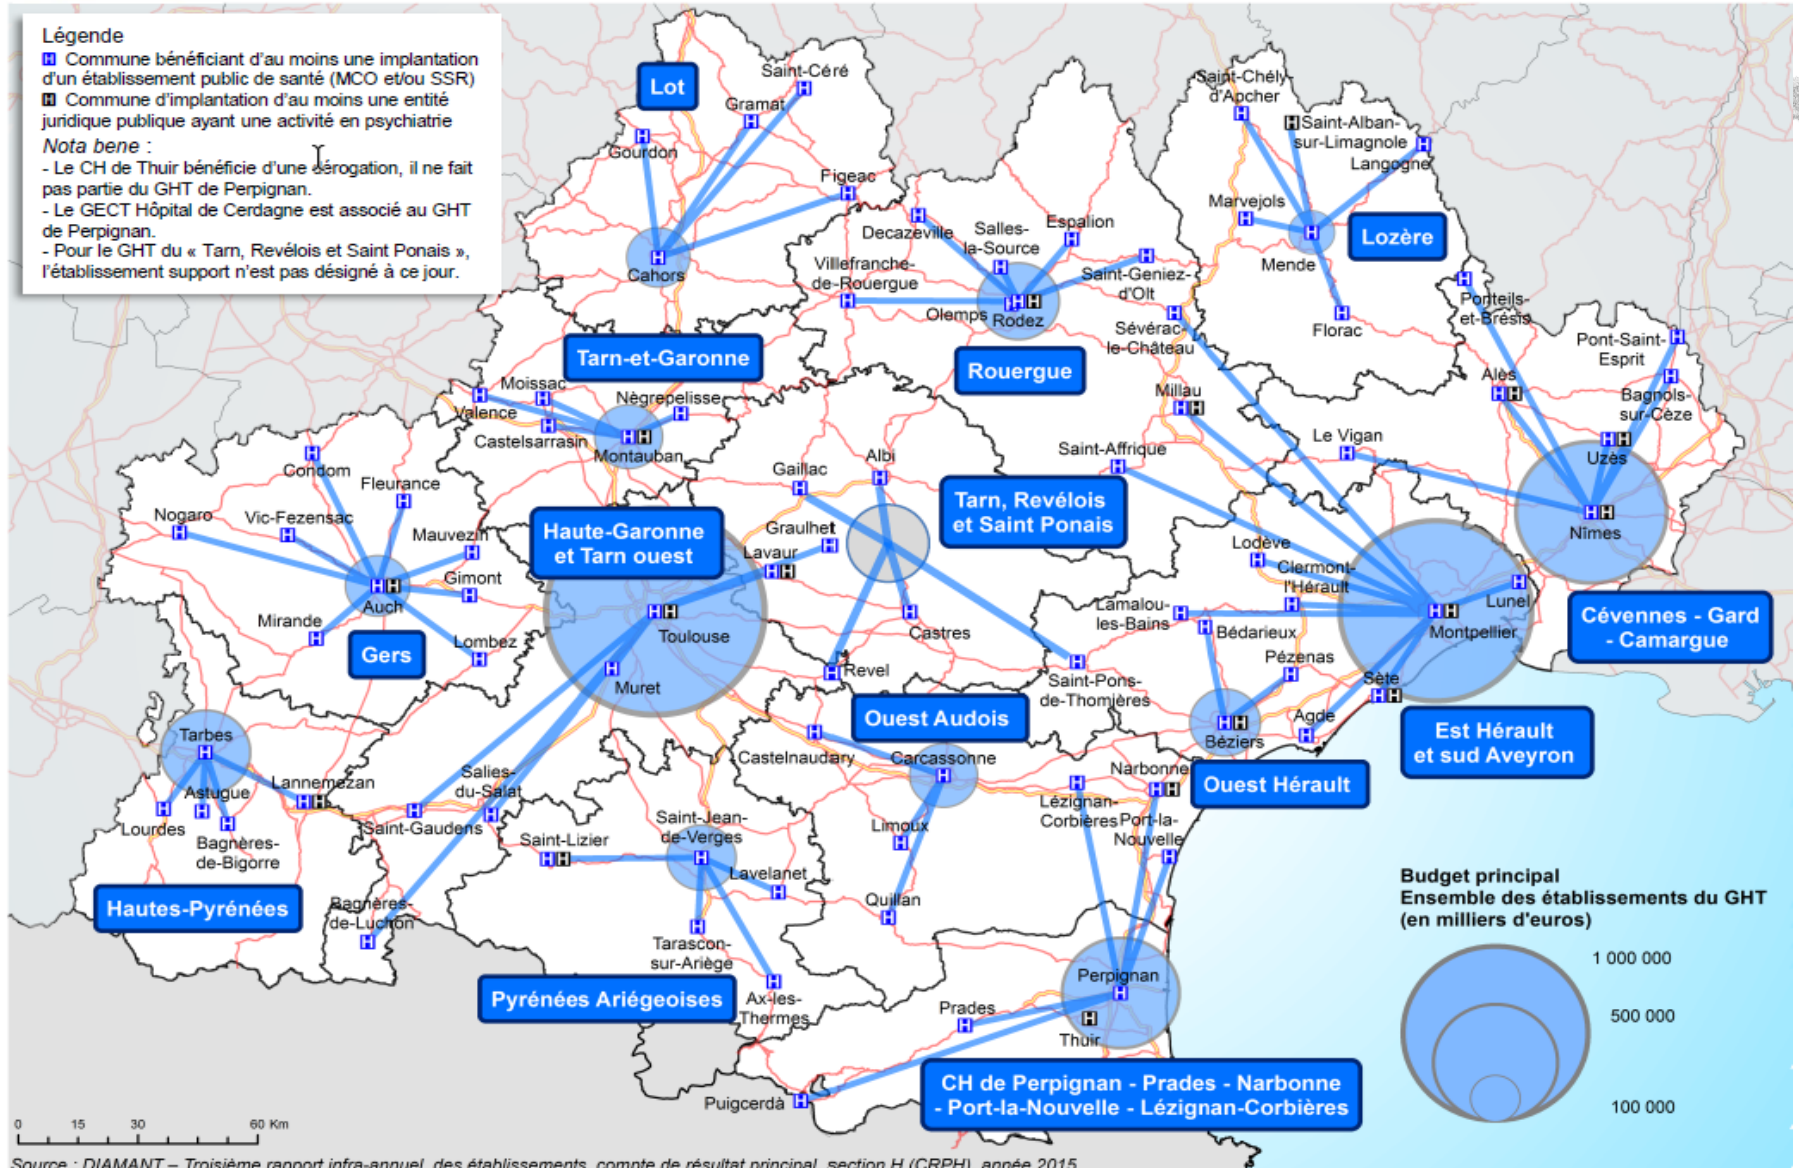 Légende
H Commune bénéficiant d'au moins une implantation
d'un établissement public de santé (MCO et/ou SSR)
H Commune d'implantation d'au moins une entité
juridique publique ayant une activité en psychiatrie
Nota bene :
- Le CH de Thuir bénéficie d'une dérogation, il ne fait
pas partie du GHT de Perpignan.
- Le GECT Hôpital de Cerdagne est associé au GHT
de Perpignan.
- Pour le GHT du « Tarn, Revélois et Saint Ponais »,
l'établissement support n'est pas désigné à ce jour.
Lot
Saint-Céré
Gramat
Gourdon
Figeac
Cahors
Saint-Chély-
d'Apcher
Saint-Alban-
sur-Limagnole
Langogne
Marvejols
Lozère
Mende
Florac
Decazeville
Salles-
la-Source
Espalion
Villefranche-
de-Rouergue
Saint-Geniez-
d'Olt
Olemps
Rodez
Sévérac-
le-Château
Rouergue
Ponteils-
et-Brésis
Pont-Saint-
Esprit
Alès
Bagnols-
sur-Cèze
Uzès
Le Vigan
Nîmes
Cévennes - Gard
- Camargue
Tarn-et-Garonne
Moissac
Valence
Nègrepelisse
Castelsarrasin
Montauban
Millau
Saint-Affrique
Condom
Fleurance
Nogaro
Vic-Fezensac
Mauvezin
Gimont
Auch
Mirande
Lombez
Gers
Haute-Garonne
et Tarn ouest
Gaillac
Albi
Graulhet
Lavaur
Tarn, Revélois
et Saint Ponais
Toulouse
Muret
Castres
Revel
Saint-Pons-
de-Thomières
Lodève
Clermont-
l'Hérault
Lamalou-
les-Bains
Bédarieux
Lunel
Montpellier
Pézenas
Sète
Agde
Béziers
Est Hérault
et sud Aveyron
Ouest Hérault
Ouest Audois
Castelnaudary
Carcassonne
Narbonne
Lézignan-
Corbières
Port-la-
Nouvelle
Limoux
Quillan
Tarbes
Lannemezan
Astugue
Lourdes
Bagnères-
de-Bigorre
Hautes-Pyrénées
Salies-
du-Salat
Saint-Gaudens
Bagnères-
de-Luchon
Saint-Lizier
Saint-Jean-
de-Verges
Lavelanet
Tarascon-
sur-Ariège
Ax-les-
Thermes
Pyrénées Ariégeoises
Perpignan
Prades
Thuir
Puigcerdà
CH de Perpignan - Prades - Narbonne
- Port-la-Nouvelle - Lézignan-Corbières
Budget principal
Ensemble des établissements du GHT
(en milliers d'euros)
1 000 000
500 000
100 000
0 15 30 60 Km
Source : DIAMANT – Troisième rapport infra-annuel des établissements, compte de résultat principal, section H (CRPH), année 2015